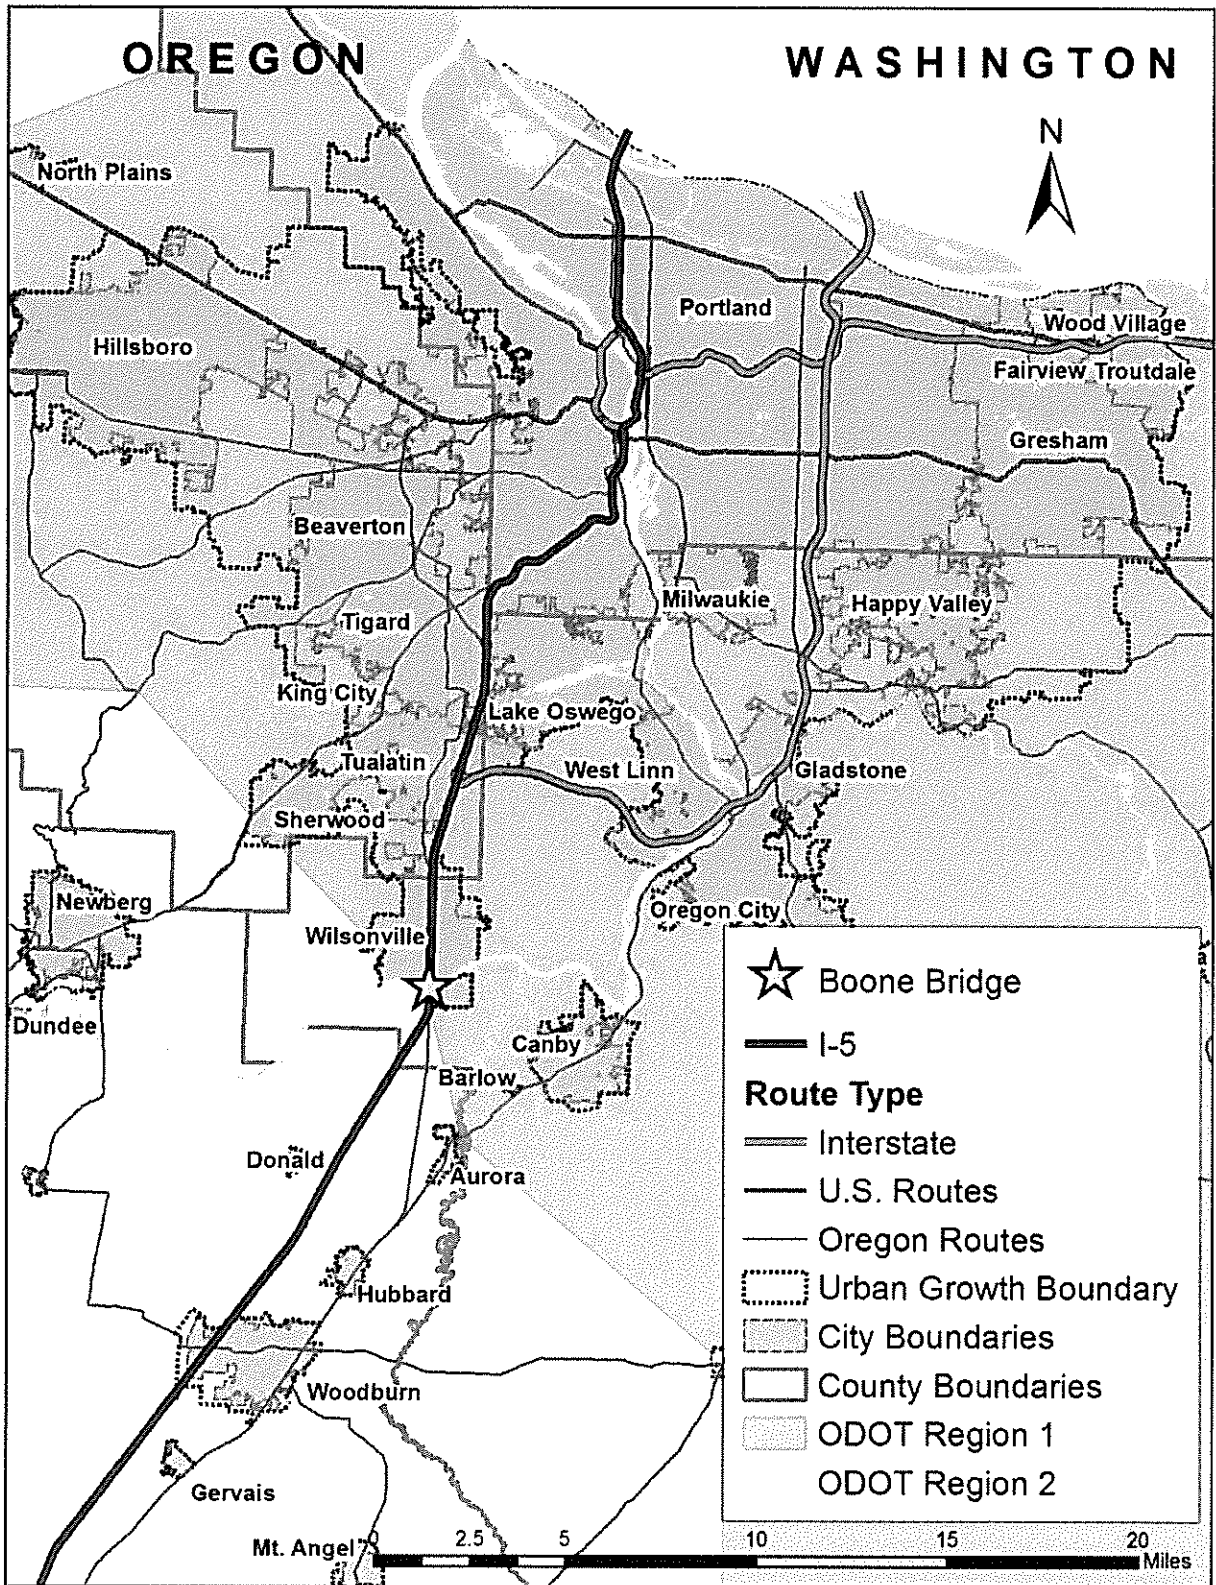 OREGON
WASHINGTON
N
North Plains
Portland
Wood Village
Hillsboro
Fairview Troutdale
Gresham
Beaverton
Milwaukie
Happy Valley
Tigard
King City
Lake Oswego
Tualatin
West Linn
Gladstone
Sherwood
Newberg
Oregon City
Wilsonville
Dundee
Canby
Barlow
Donald
Aurora
Hubbard
Woodburn
Gervais
Mt. Angel
Boone Bridge
I-5
Route Type
Interstate
U.S. Routes
Oregon Routes
Urban Growth Boundary
City Boundaries
County Boundaries
ODOT Region 1
ODOT Region 2
0 2.5 5 10 15 20
Miles